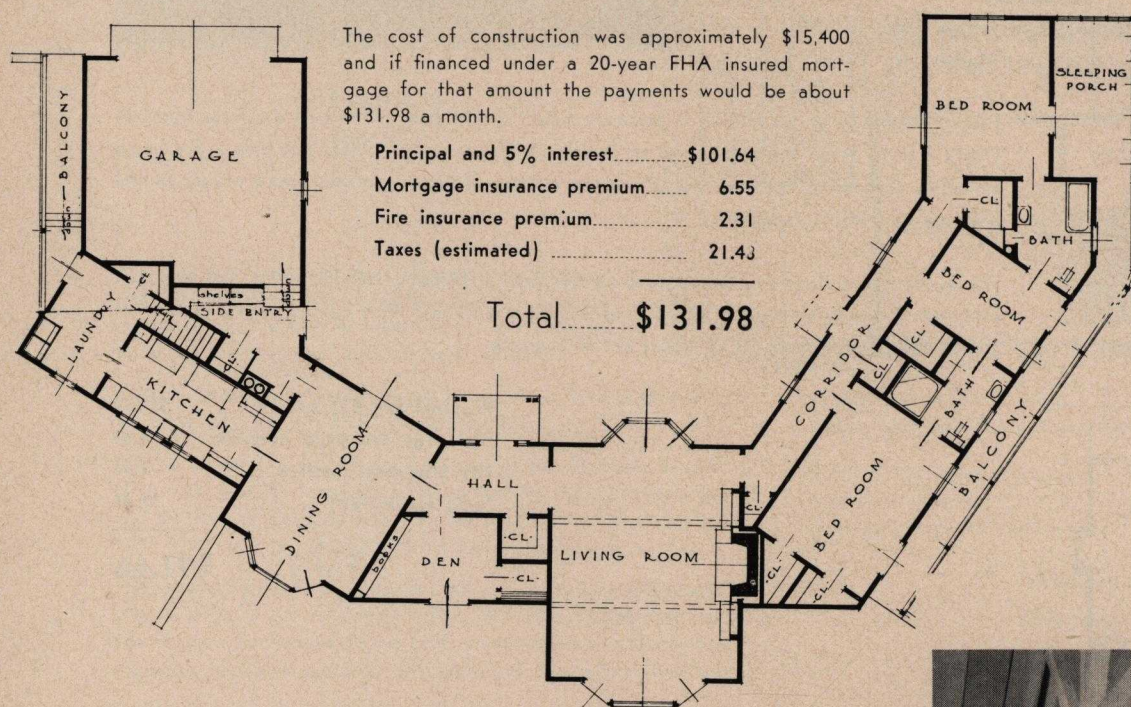 The cost of construction was approximately $15,400
and if financed under a 20-year FHA insured mort-
gage for that amount the payments would be about
$131.98 a month.
Principal and 5% interest........$101.64
Mortgage insurance premium........ 6.55
Fire insurance premium........ 2.31
Taxes (estimated) ........ 21.43
Total........$131.98
BALCONY
down
GARAGE
BED ROOM
SLEEPING
PORCH
CL
BATH
BED ROOM
CL
CL
BATH
CORRIDOR
BALCONY
BED ROOM
CL
CL
CL
LAUNDRY
CL
shelves
down
SIDE ENTRY
CL
KITCHEN
DINING ROOM
HALL
CL
books
DEN
CL
LIVING ROOM